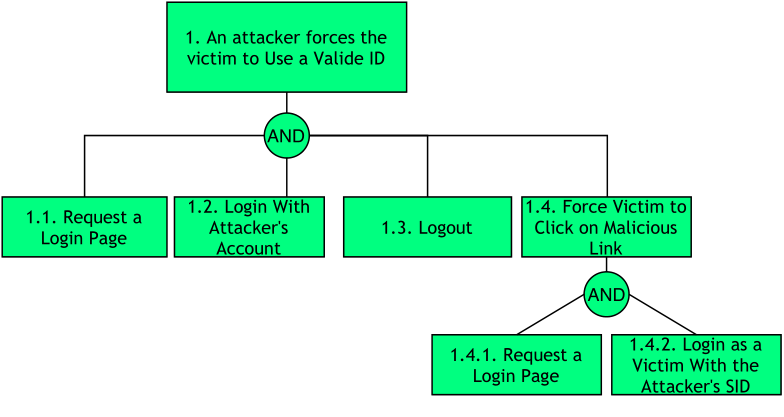 1. An attacker forces the
victim to Use a Valide ID
AND
1.1. Request a
Login Page
1.2. Login With
Attacker's
Account
1.3. Logout
1.4. Force Victim to
Click on Malicious
Link
AND
1.4.1. Request a
Login Page
1.4.2. Login as a
Victim With the
Attacker's SID